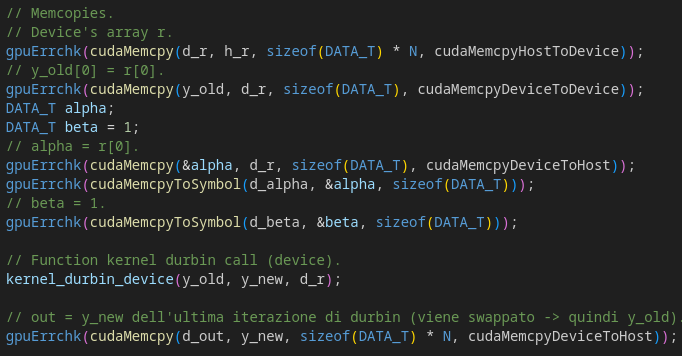 // Memcopies.
// Device's array r.
gpuErrchk(cudaMemcpy(d_r, h_r, sizeof(DATA_T) * N, cudaMemcpyHostToDevice));
// y_old[0] = r[0].
gpuErrchk(cudaMemcpy(y_old, d_r, sizeof(DATA_T), cudaMemcpyDeviceToDevice));
DATA_T alpha;
DATA_T beta = 1;
// alpha = r[0].
gpuErrchk(cudaMemcpy(&alpha, d_r, sizeof(DATA_T), cudaMemcpyDeviceToHost));
gpuErrchk(cudaMemcpyToSymbol(d_alpha, &alpha, sizeof(DATA_T)));
// beta = 1.
gpuErrchk(cudaMemcpyToSymbol(d_beta, &beta, sizeof(DATA_T)));
// Function kernel durbin call (device).
kernel_durbin_device(y_old, y_new, d_r);
// out = y_new dell'ultima iterazione di durbin (viene swappato -> quindi y_old).
gpuErrchk(cudaMemcpy(d_out, y_new, sizeof(DATA_T) * N, cudaMemcpyDeviceToHost));